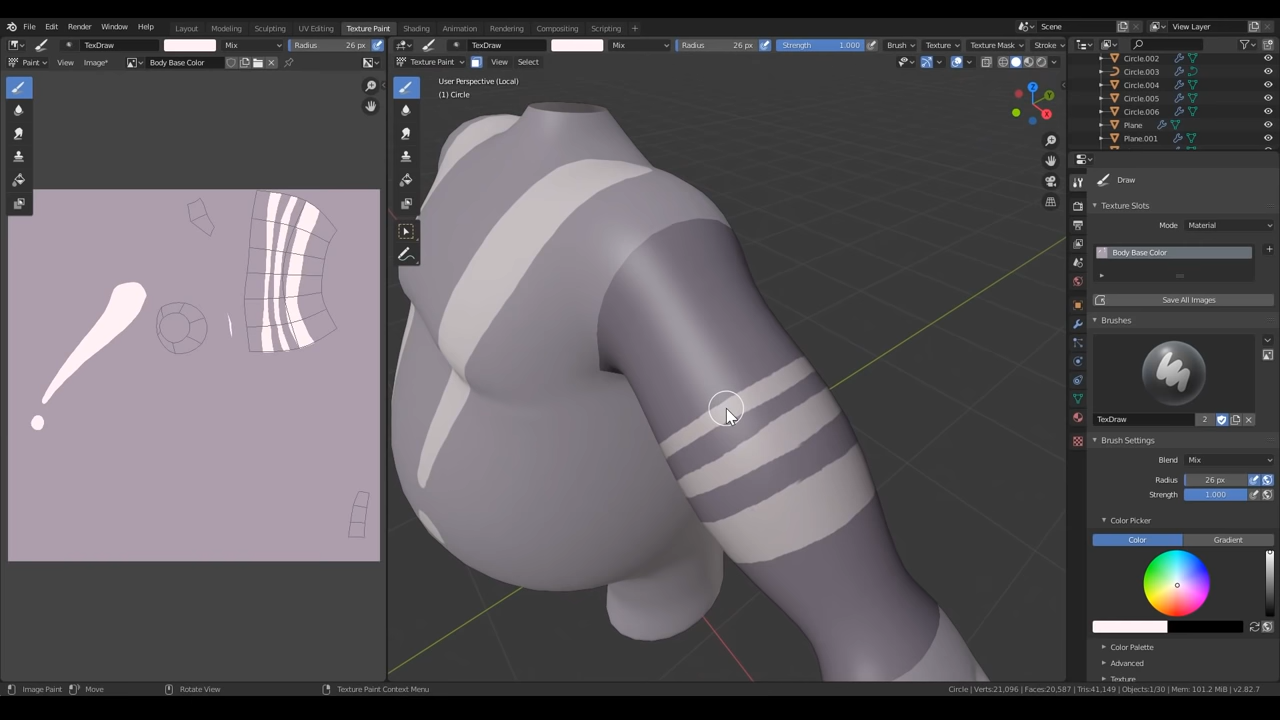 File Edit Render Window Help Layout Modeling Sculpting UV Editing Texture Paint Shading Animation Rendering Compositing Scripting + Scene View Layer
TexDraw Mix Radius 26 px TexDraw Mix Radius 26 px Strength 1.000 Brush Texture Texture Mask Stroke
Paint View Image* Body Base Color Texture Paint View Select
Circle.002
Circle.003
Circle.004
Circle.005
Circle.006
Plane
Plane.001
User Perspective (Local)
(1) Circle
Z
Y
X
Draw
Texture Slots
Mode Material
Body Base Color
Save All Images
Brushes
TexDraw 2
Brush Settings
Blend Mix
Radius 26 px
Strength 1.000
Color Picker
Color Gradient
Color Palette
Advanced
Texture
Image Paint Move Rotate View Texture Paint Context Menu Circle | Verts:21,096 | Faces:20,587 | Tris:41,149 | Objects:1/30 | Mem: 101.2 MiB | v2.82.7